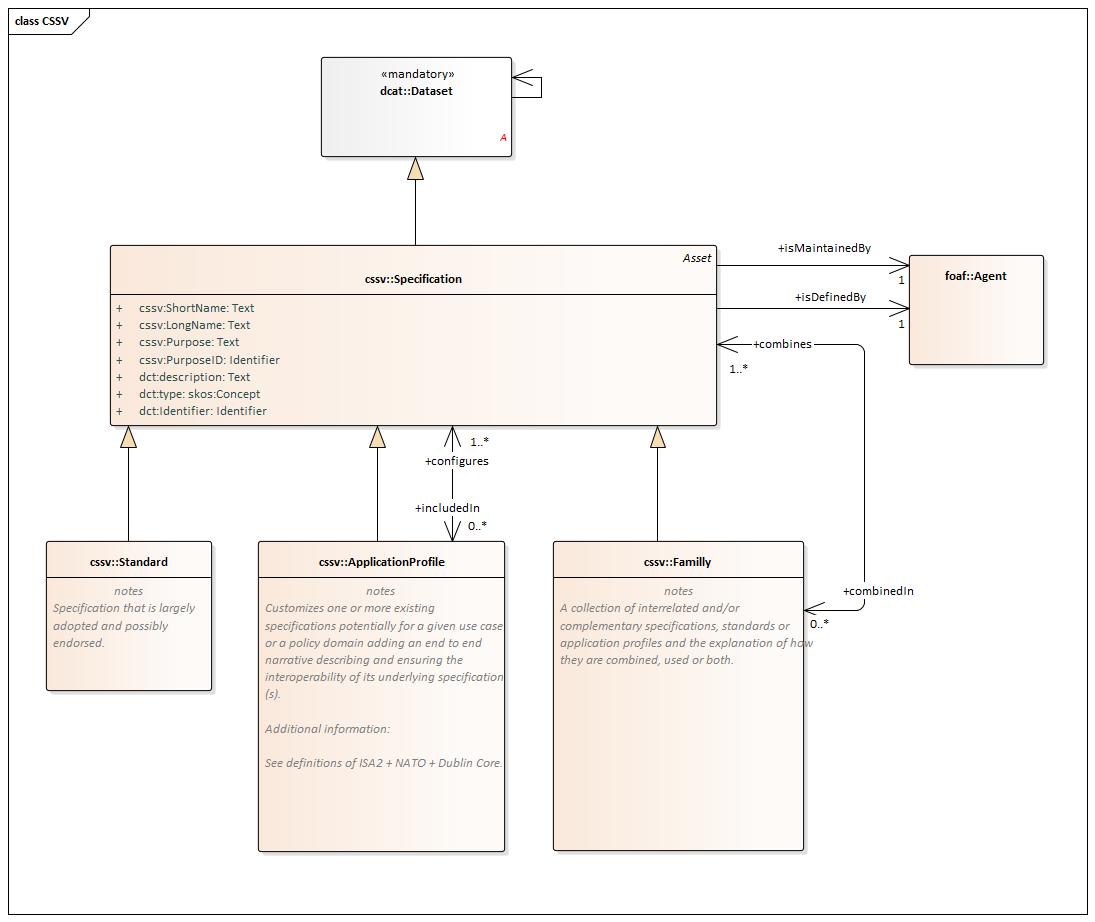 class CSSV
«mandatory»
dcat::Dataset
A
Asset
cssv::Specification
+ cssv:ShortName: Text
+ cssv:LongName: Text
+ cssv:Purpose: Text
+ cssv:PurposeID: Identifier
+ dct:description: Text
+ dct:type: skos:Concept
+ dct:Identifier: Identifier
+isMaintainedBy
1
+isDefinedBy
1
foaf::Agent
+combines
1..*
1..*
+configures
+includedIn
0..*
+combinedIn
0..*
cssv::Standard
notes
Specification that is largely
adopted and possibly
endorsed.
cssv::ApplicationProfile
notes
Customizes one or more existing
specifications potentially for a given use case
or a policy domain adding an end to end
narrative describing and ensuring the
interoperability of its underlying specification
(s).
Additional information:
See definitions of ISA2 + NATO + Dublin Core.
cssv::Familly
notes
A collection of interrelated and/or
complementary specifications, standards or
application profiles and the explanation of how
they are combined, used or both.